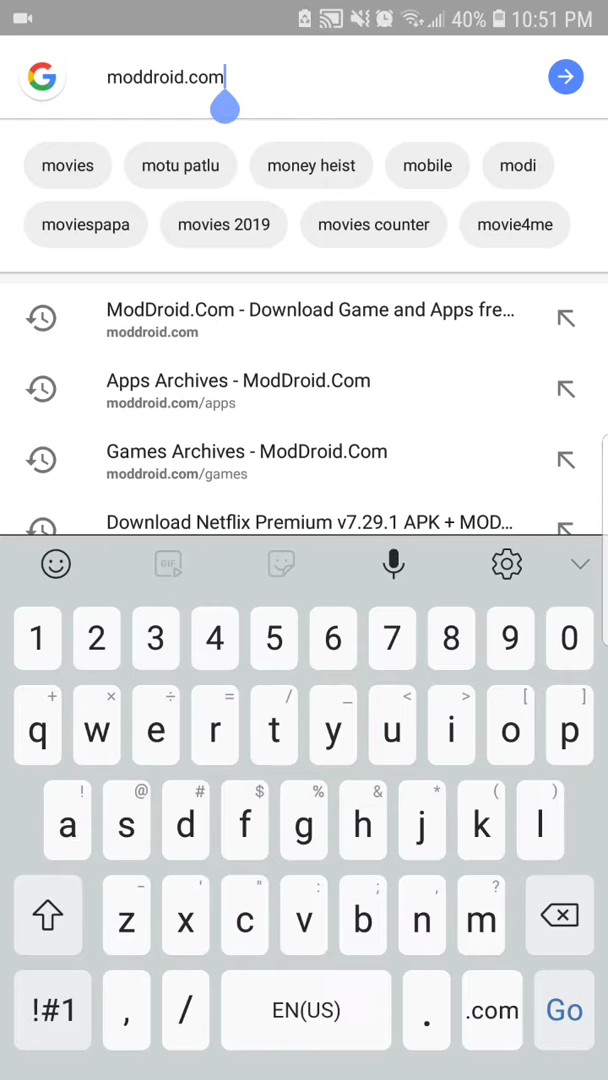 40% 10:51 PM
moddroid.com
movies motu patlu money heist mobile modi
moviespapa movies 2019 movies counter movie4me
ModDroid.Com - Download Game and Apps fre...
moddroid.com
Apps Archives - ModDroid.Com
moddroid.com/apps
Games Archives - ModDroid.Com
moddroid.com/games
Download Netflix Premium v7.29.1 APK + MOD...
GIF
1 2 3 4 5 6 7 8 9 0
+ × ÷ = / _ < > [ ]
q w e r t y u i o p
! @ # $ % & * ( )
a s d f g h j k l
- ' " : ; , ?
z x c v b n m
!#1 , / EN(US) . .com Go